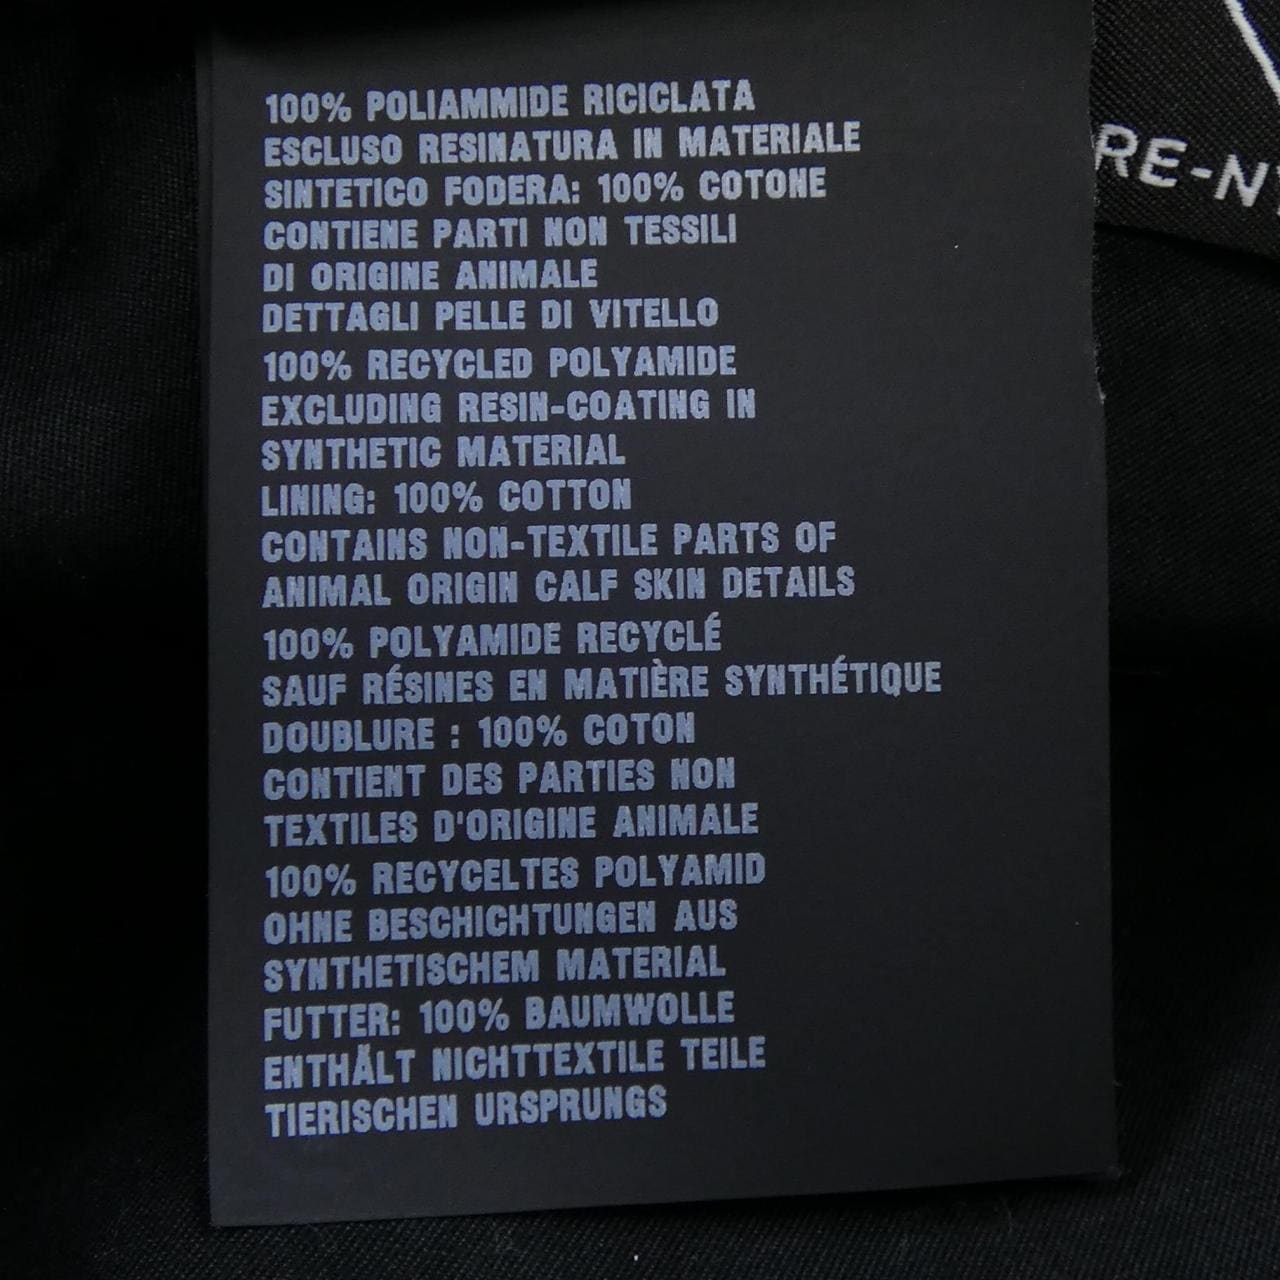 100% POLIAMMIDE RICICLATA
ESCLUSO RESINATURA IN MATERIALE
SINTETICO FODERA: 100% COTONE
CONTIENE PARTI NON TESSILI
DI ORIGINE ANIMALE
DETTAGLI PELLE DI VITELLO
100% RECYCLED POLYAMIDE
EXCLUDING RESIN-COATING IN
SYNTHETIC MATERIAL
LINING: 100% COTTON
CONTAINS NON-TEXTILE PARTS OF
ANIMAL ORIGIN CALF SKIN DETAILS
100% POLYAMIDE RECYCLÉ
SAUF RÉSINES EN MATIÈRE SYNTHÉTIQUE
DOUBLURE : 100% COTON
CONTIENT DES PARTIES NON
TEXTILES D'ORIGINE ANIMALE
100% RECYCELTES POLYAMID
OHNE BESCHICHTUNGEN AUS
SYNTHETISCHEM MATERIAL
FUTTER: 100% BAUMWOLLE
ENTHÄLT NICHTTEXTILE TEILE
TIERISCHEN URSPRUNGS
RE-N